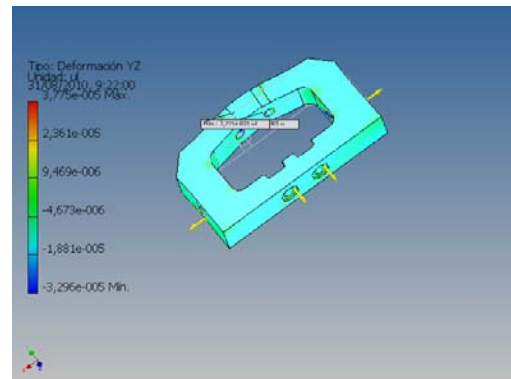 Tipo: Deformación YZ
Unidad: ul
31/08/2010, 9:22:00
3,775e-005 Máx.
2,361e-005
9,469e-006
-4,673e-006
-1,881e-005
-3,296e-005 Mín.